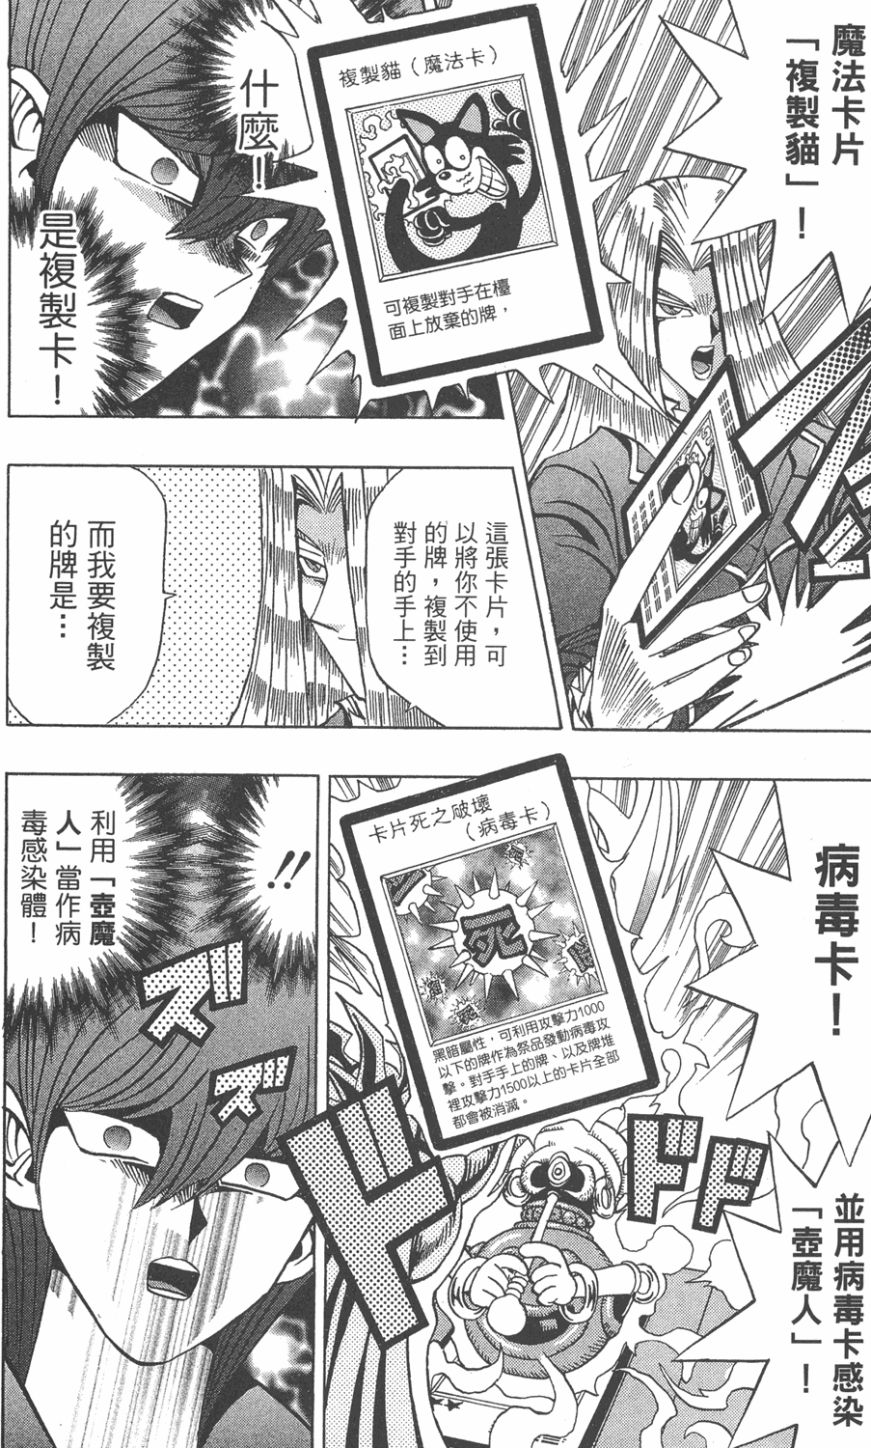 魔法卡片
「複製貓」！
複製貓（魔法卡）
可複製對手在檯
面上放棄的牌，
什麼！
是複製卡！
這張卡片，可
以將你不使用
的牌，複製到
對手的手上…
而我要複製
的牌是…
病毒卡！
並用病毒卡感染
「壺魔人」！
卡片死之破壞
（病毒卡）
死
黑暗屬性，可利用攻擊力1000
以下的牌作為祭品發動病毒攻
擊。對手手上的牌、以及牌堆
裡攻擊力1500以上的卡片全部
都會被消滅。
ドドド
!!
利用「壺魔
人」當作病
毒感染體！
ズズ